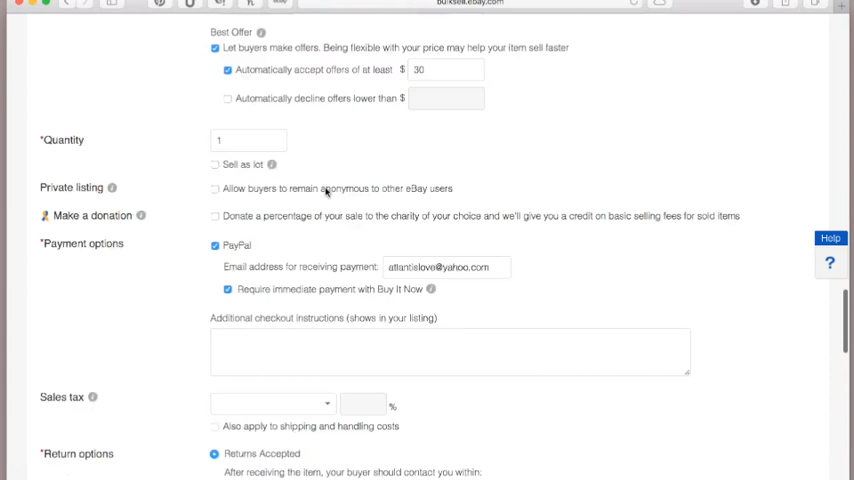 bulksell.ebay.com
Best Offer
Let buyers make offers. Being flexible with your price may help your item sell faster
Automatically accept offers of at least $ 30
Automatically decline offers lower than $
*Quantity
1
Sell as lot
Private listing
Allow buyers to remain anonymous to other eBay users
Make a donation
Donate a percentage of your sale to the charity of your choice and we'll give you a credit on basic selling fees for sold items
*Payment options
PayPal
Help
?
Email address for receiving payment: atlantislove@yahoo.com
Require immediate payment with Buy It Now
Additional checkout instructions (shows in your listing)
Sales tax
%
Also apply to shipping and handling costs
*Return options
Returns Accepted
After receiving the item, your buyer should contact you within: